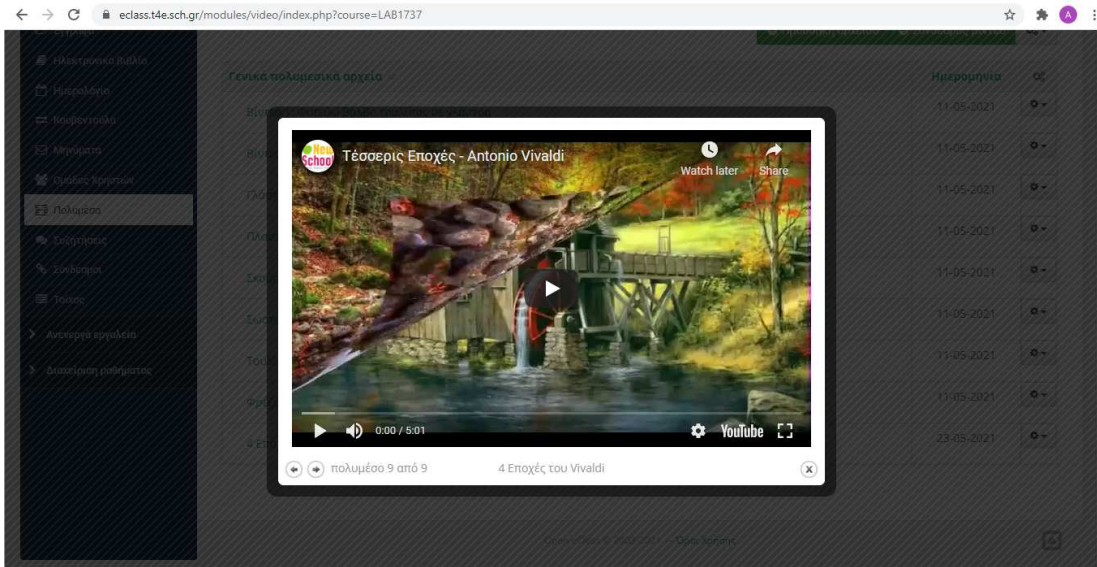 eclass.t4e.sch.gr/modules/video/index.php?course=LAB1737
A
Ηλεκτρονικό Βιβλίο
Ημερολόγιο
Κουβεντούλα
Μηνύματα
Ομάδες Χρηστών
Πολυμέσα
Συζητήσεις
Σύνδεσμοι
Τοίχος
Ανενεργά εργαλεία
Διαχείριση μαθήματος
Γενικά πολυμεσικά αρχεία
Ημερομηνία
11-05-2021
11-05-2021
11-05-2021
11-05-2021
11-05-2021
11-05-2021
11-05-2021
11-05-2021
23-05-2021
New School
Τέσσερις Εποχές - Antonio Vivaldi
Watch later
Share
0:00 / 5:01
YouTube
πολυμέσο 9 από 9
4 Εποχές του Vivaldi
Όροι Χρήσης